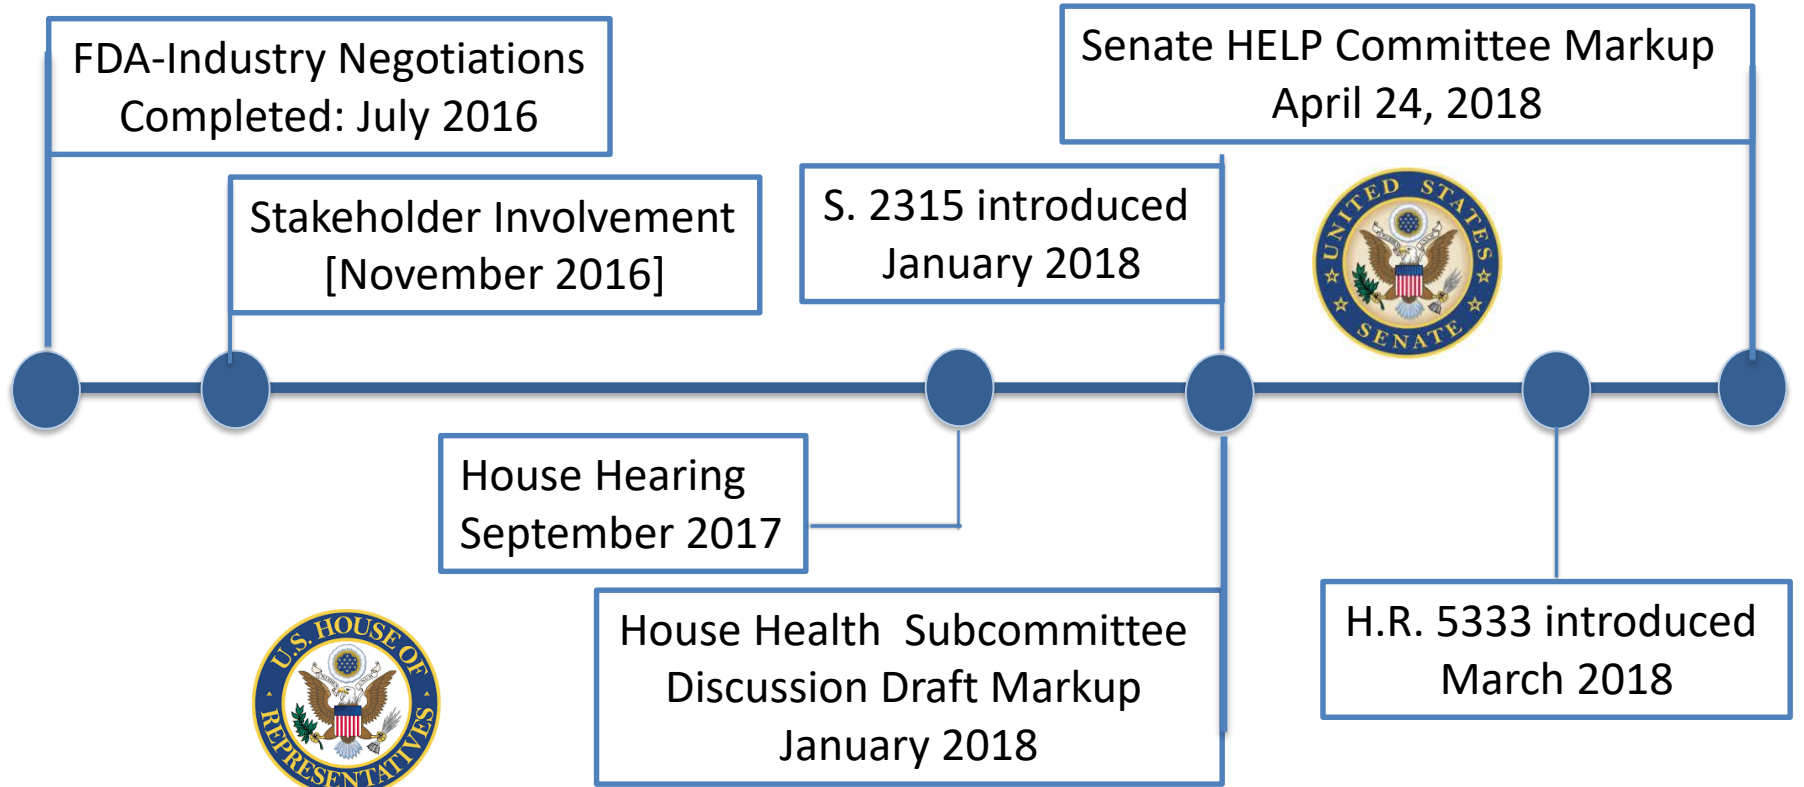 FDA-Industry Negotiations
Completed: July 2016
Senate HELP Committee Markup
April 24, 2018
Stakeholder Involvement
[November 2016]
S. 2315 introduced
January 2018
UNITED STATES
SENATE
House Hearing
September 2017
House Health  Subcommittee
Discussion Draft Markup
January 2018
H.R. 5333 introduced
March 2018
U.S. HOUSE OF
REPRESENTATIVES